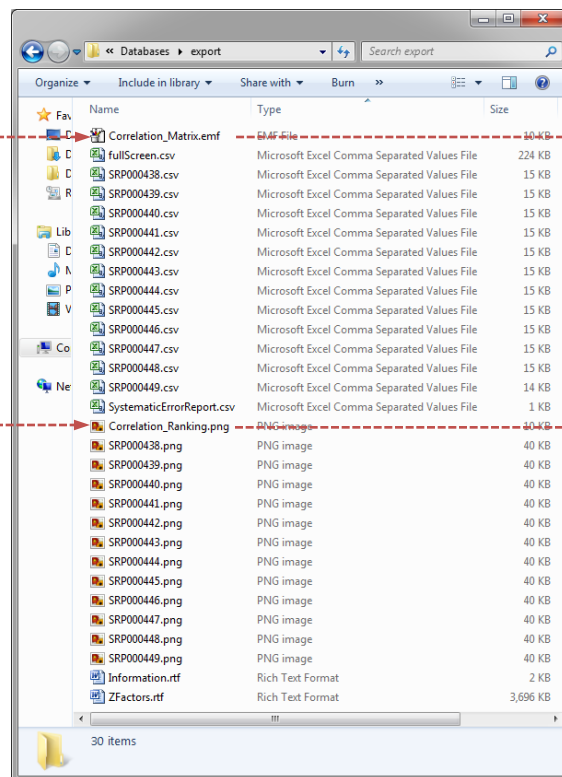 « Databases export Search export
Organize Include in library Share with Burn »
Name Type Size
Fav
Correlation_Matrix.emf EMF File 10 KB
D
fullScreen.csv Microsoft Excel Comma Separated Values File 224 KB
D
SRP000438.csv Microsoft Excel Comma Separated Values File 15 KB
D
SRP000439.csv Microsoft Excel Comma Separated Values File 15 KB
R
SRP000440.csv Microsoft Excel Comma Separated Values File 15 KB
Lib
SRP000441.csv Microsoft Excel Comma Separated Values File 15 KB
D
SRP000442.csv Microsoft Excel Comma Separated Values File 15 KB
N
SRP000443.csv Microsoft Excel Comma Separated Values File 15 KB
P
SRP000444.csv Microsoft Excel Comma Separated Values File 15 KB
V
SRP000445.csv Microsoft Excel Comma Separated Values File 15 KB
SRP000446.csv Microsoft Excel Comma Separated Values File 15 KB
Co
SRP000447.csv Microsoft Excel Comma Separated Values File 15 KB
SRP000448.csv Microsoft Excel Comma Separated Values File 15 KB
Ne
SRP000449.csv Microsoft Excel Comma Separated Values File 14 KB
SystematicErrorReport.csv Microsoft Excel Comma Separated Values File 1 KB
Correlation_Ranking.png PNG image 10 KB
SRP000438.png PNG image 40 KB
SRP000439.png PNG image 40 KB
SRP000440.png PNG image 40 KB
SRP000441.png PNG image 40 KB
SRP000442.png PNG image 40 KB
SRP000443.png PNG image 40 KB
SRP000444.png PNG image 40 KB
SRP000445.png PNG image 40 KB
SRP000446.png PNG image 40 KB
SRP000447.png PNG image 40 KB
SRP000448.png PNG image 40 KB
SRP000449.png PNG image 40 KB
Information.rtf Rich Text Format 2 KB
ZFactors.rtf Rich Text Format 3,696 KB
30 items